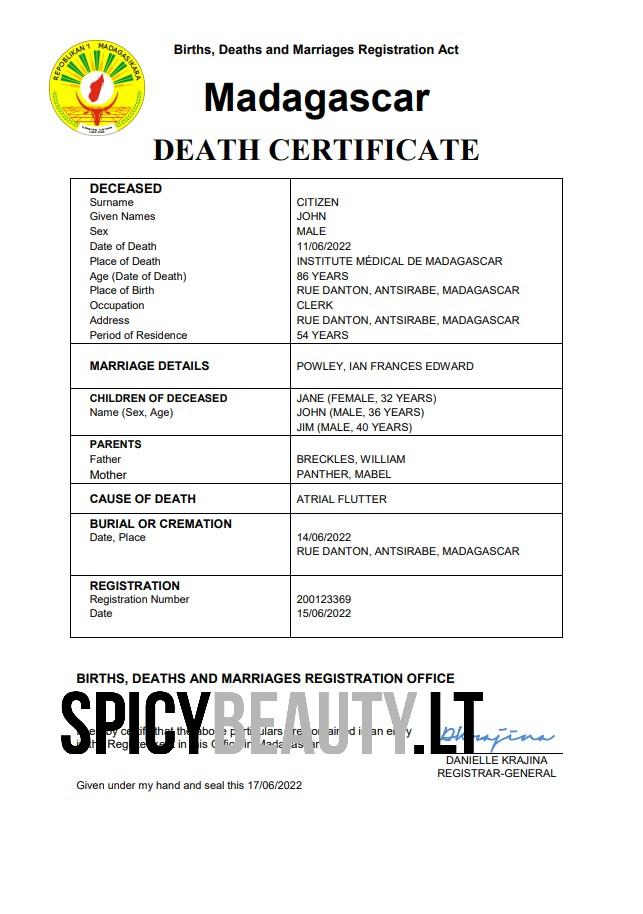 REPOBLIKAN'I MADAGASIKARA
Births, Deaths and Marriages Registration Act
Madagascar
DEATH CERTIFICATE
DECEASED
Surname CITIZEN
Given Names JOHN
Sex MALE
Date of Death 11/06/2022
Place of Death INSTITUTE MÉDICAL DE MADAGASCAR
Age (Date of Death) 86 YEARS
Place of Birth RUE DANTON, ANTSIRABE, MADAGASCAR
Occupation CLERK
Address RUE DANTON, ANTSIRABE, MADAGASCAR
Period of Residence 54 YEARS
MARRIAGE DETAILS POWLEY, IAN FRANCES EDWARD
CHILDREN OF DECEASED JANE (FEMALE, 32 YEARS)
Name (Sex, Age) JOHN (MALE, 36 YEARS)
JIM (MALE, 40 YEARS)
PARENTS
Father BRECKLES, WILLIAM
Mother PANTHER, MABEL
CAUSE OF DEATH ATRIAL FLUTTER
BURIAL OR CREMATION
Date, Place 14/06/2022
RUE DANTON, ANTSIRABE, MADAGASCAR
REGISTRATION
Registration Number 200123369
Date 15/06/2022
BIRTHS, DEATHS AND MARRIAGES REGISTRATION OFFICE
SPICYBEAUTY.LT
certify that the above particulars are contained in an entry
in the Register kept in this Office in Madagascar
DKrajina
DANIELLE KRAJINA
REGISTRAR-GENERAL
Given under my hand and seal this 17/06/2022